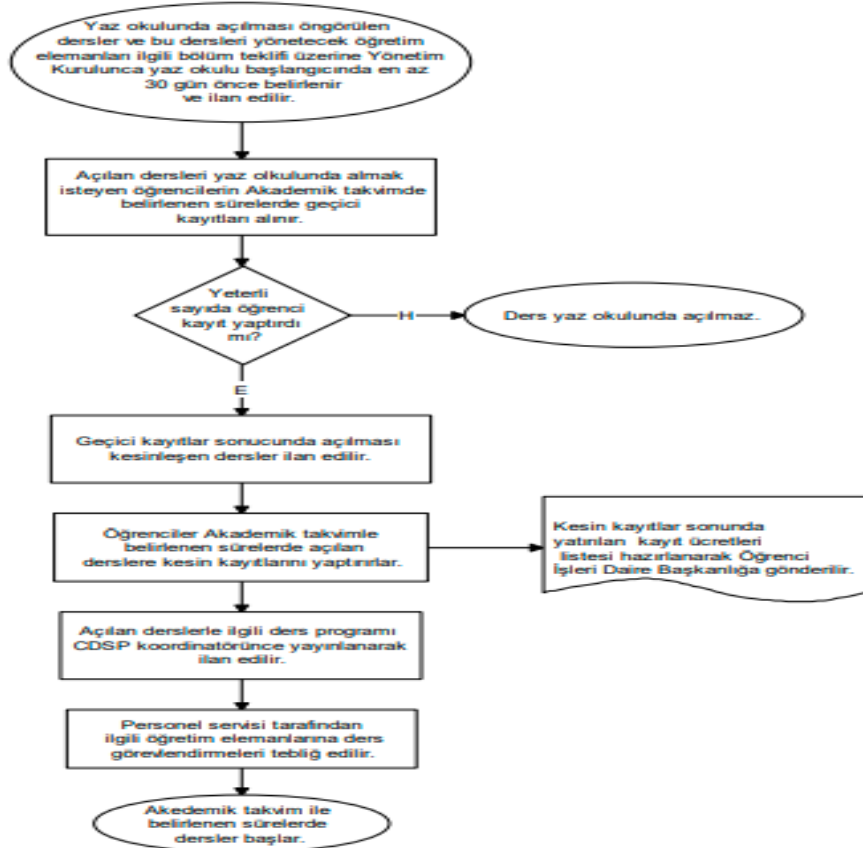 Yaz okulunda açılması öngörülen
dersler ve bu dersleri yönetecek öğretim
elemanları ilgili bölüm teklifi üzerine Yönetim
Kurulunca yaz okulu başlangıcında en az
30 gün önce belirlenir
ve ilan edilir.
Açılan dersleri yaz olkulunda almak
isteyen öğrencilerin Akademik takvimde
belirlenen sürelerde geçici
kayıtları alınır.
Yeterli
sayıda öğrenci
kayıt yaptırdı
mı?
H
Ders yaz okulunda açılmaz.
E
Geçici kayıtlar sonucunda açılması
kesinleşen dersler ilan edilir.
Öğrenciler Akademik takvimle
belirlenen sürelerde açılan
derslere kesin kayıtlarını yaptırırlar.
Kesin kayıtlar sonunda
yatırılan kayıt ücretleri
listesi hazırlanarak Öğrenci
İşleri Daire Başkanlığa gönderilir.
Açılan derslerle ilgili ders programı
CDSP koordinatörünce yayınlanarak
ilan edilir.
Personel servisi tarafından
ilgili öğretim elemanlarına ders
görevlendirmeleri tebliğ edilir.
Akedemik takvim ile
belirlenen sürelerde
dersler başlar.